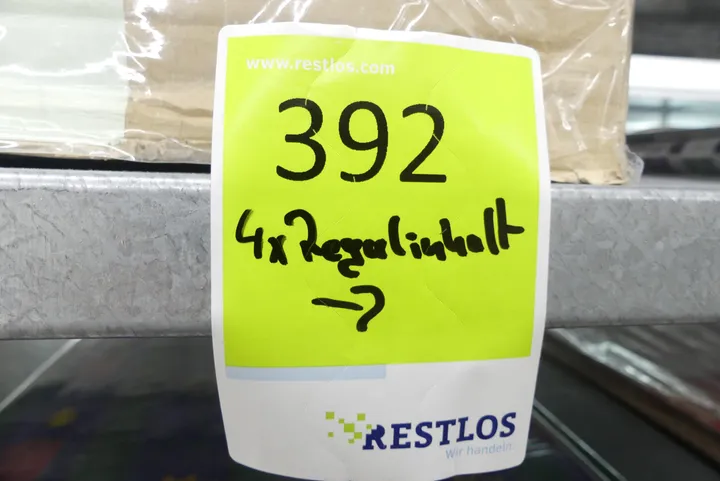 www.restlos.com
392
4x Regalinhalt
→
RESTLOS
Wir handeln.